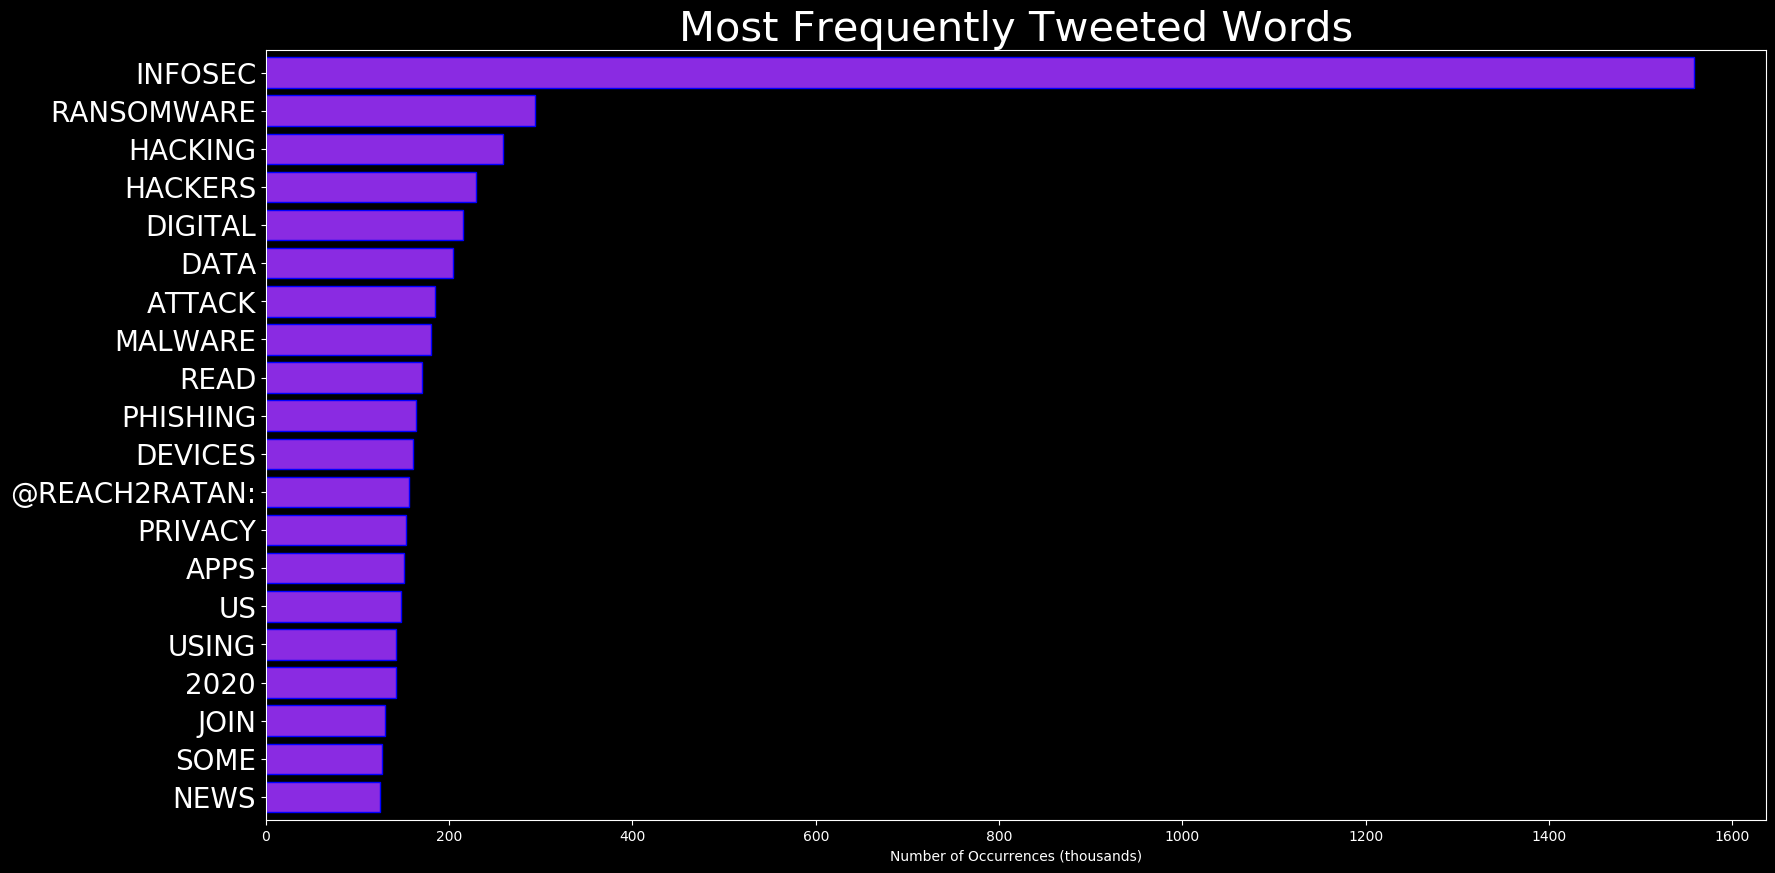 Most Frequently Tweeted Words
INFOSEC
RANSOMWARE
HACKING
HACKERS
DIGITAL
DATA
ATTACK
MALWARE
READ
PHISHING
DEVICES
@REACH2RATAN:
PRIVACY
APPS
US
USING
2020
JOIN
SOME
NEWS
0 200 400 600 800 1000 1200 1400 1600
Number of Occurrences (thousands)